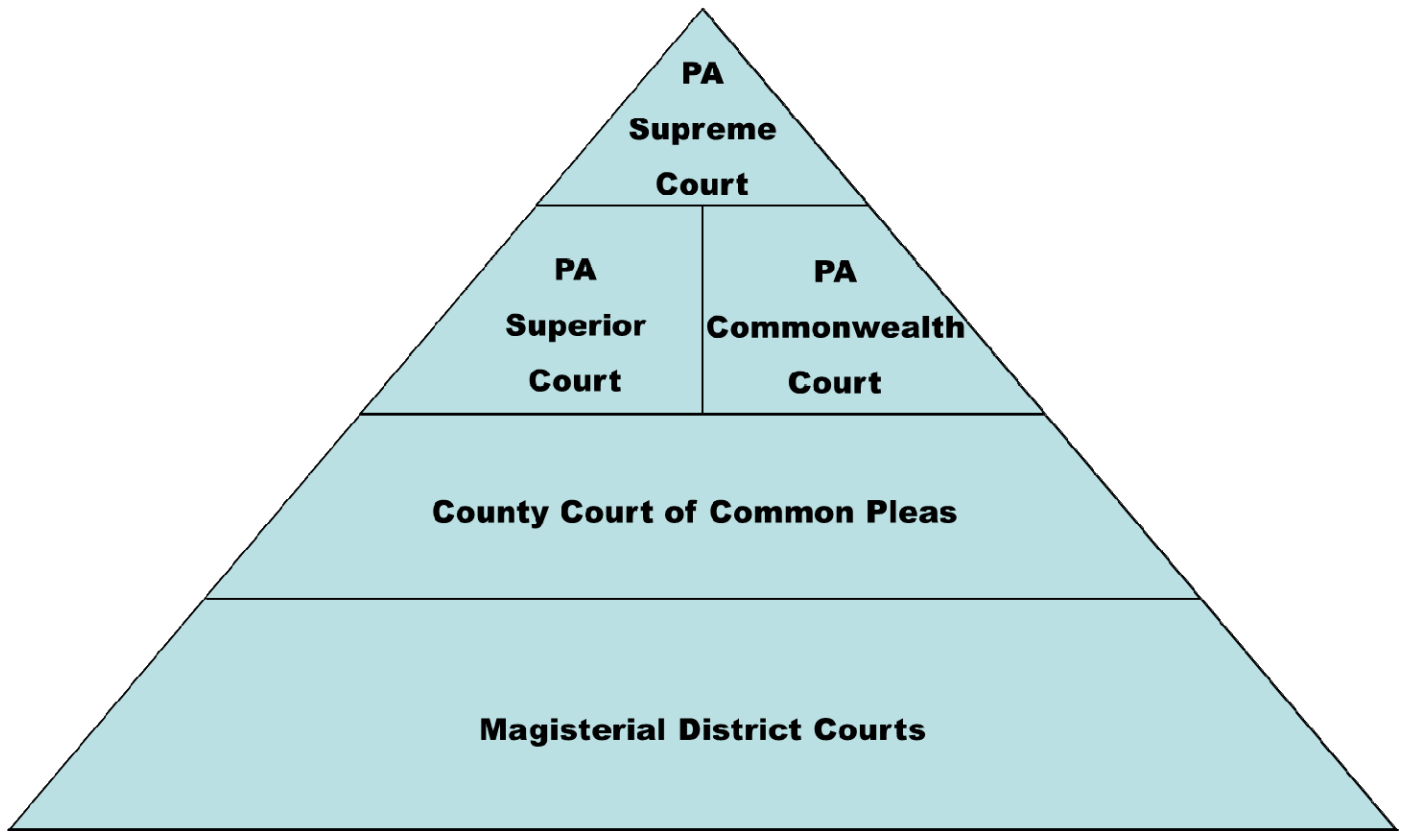 PA
Supreme
Court
PA
Superior
Court
PA
Commonwealth
Court
County Court of Common Pleas
Magisterial District Courts